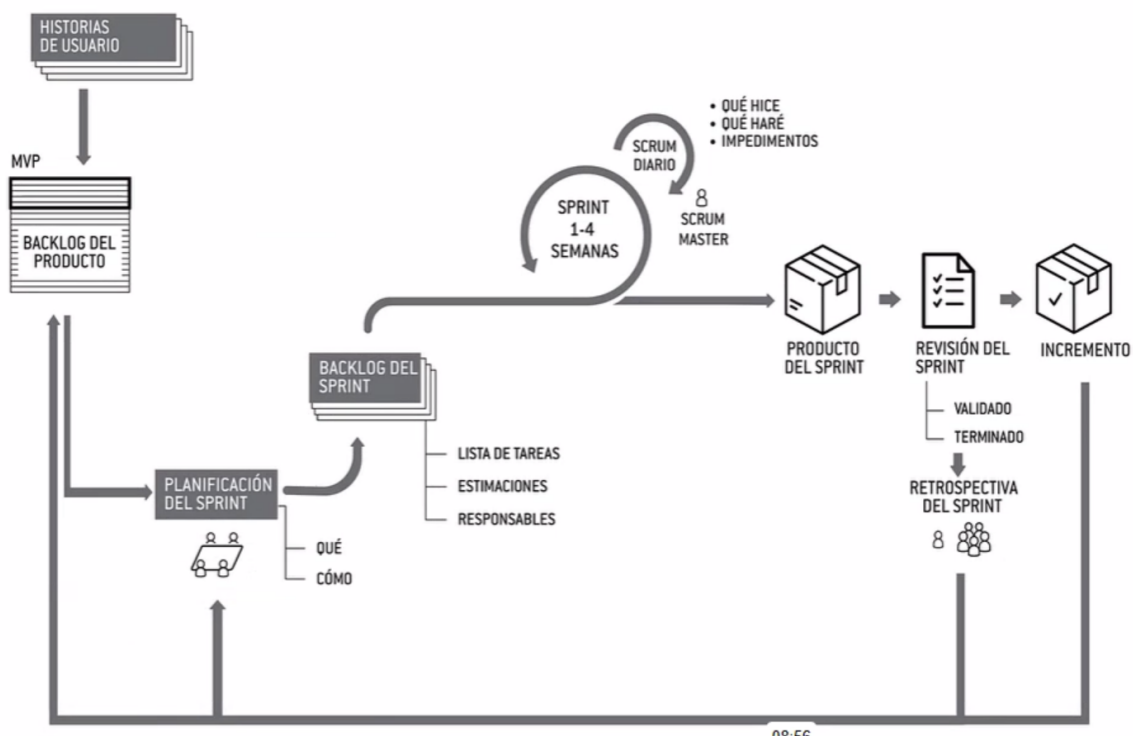 HISTORIAS
DE USUARIO
MVP
BACKLOG DEL
PRODUCTO
PLANIFICACIÓN
DEL SPRINT
QUÉ
CÓMO
BACKLOG DEL
SPRINT
LISTA DE TAREAS
ESTIMACIONES
RESPONSABLES
SPRINT
1-4
SEMANAS
SCRUM
DIARIO
• QUÉ HICE
• QUÉ HARÉ
• IMPEDIMENTOS
SCRUM
MASTER
PRODUCTO
DEL SPRINT
REVISIÓN DEL
SPRINT
VALIDADO
TERMINADO
RETROSPECTIVA
DEL SPRINT
INCREMENTO
08:56